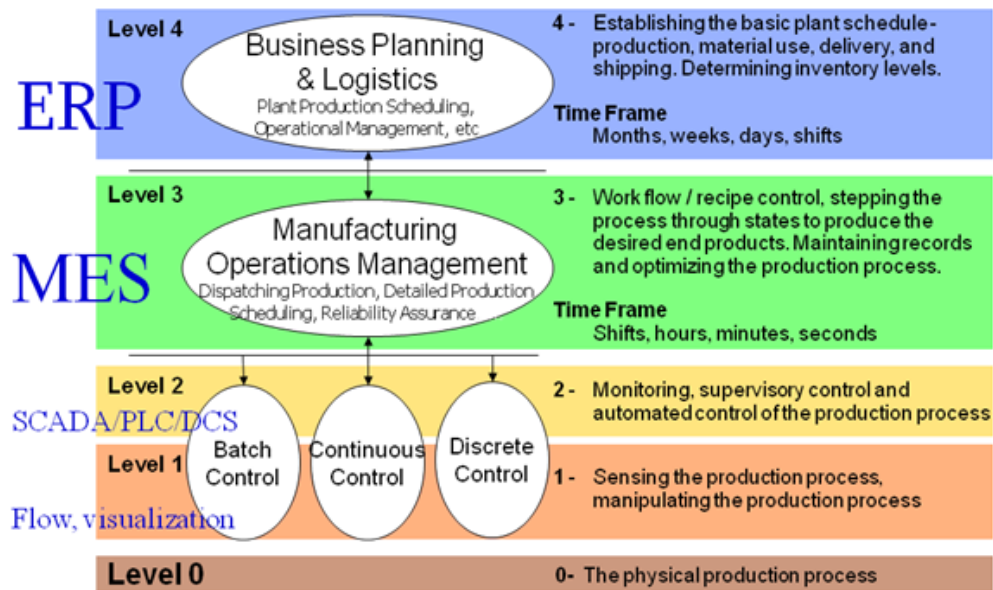 Level 4
ERP
Business Planning
& Logistics
Plant Production Scheduling,
Operational Management, etc
4 - Establishing the basic plant schedule-
production, material use, delivery, and
shipping. Determining inventory levels.
Time Frame
Months, weeks, days, shifts
Level 3
MES
Manufacturing
Operations Management
Dispatching Production, Detailed Production
Scheduling, Reliability Assurance
3 - Work flow / recipe control, stepping the
process through states to produce the
desired end products. Maintaining records
and optimizing the production process.
Time Frame
Shifts, hours, minutes, seconds
Level 2
SCADA/PLC/DCS
2 - Monitoring, supervisory control and
automated control of the production process
Batch
Control
Continuous
Control
Discrete
Control
Level 1
Flow, visualization
1 - Sensing the production process,
manipulating the production process
Level 0
0- The physical production process